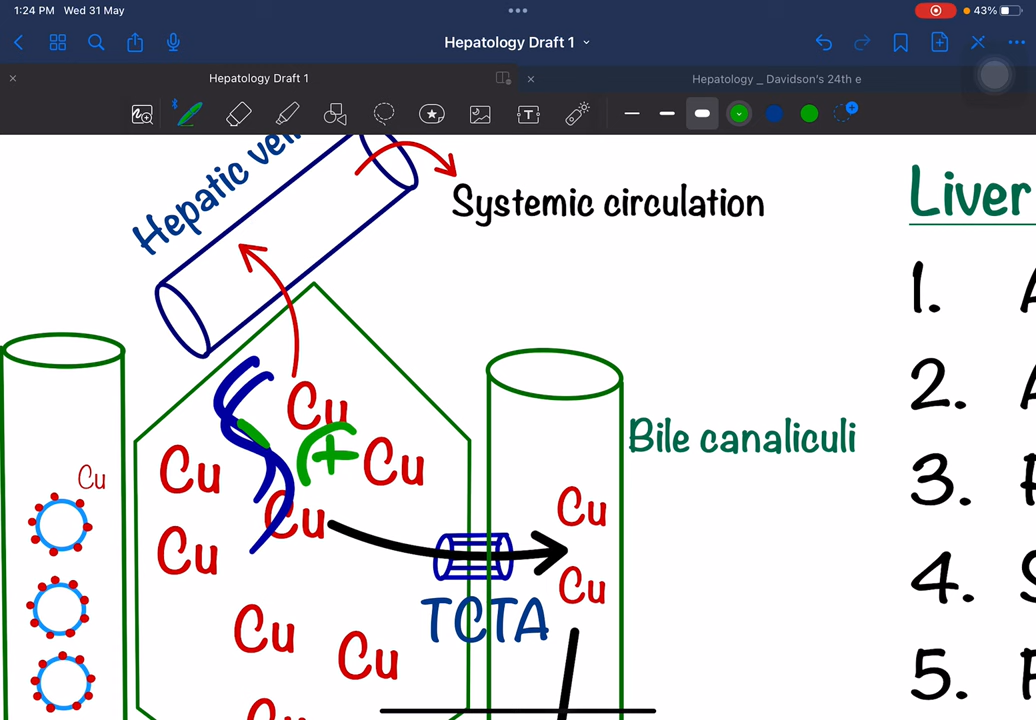 1:24 PM Wed 31 May
43%
Hepatology Draft 1
Hepatology Draft 1
Hepatology _ Davidson's 24th e
T
Hepatic vein
Systemic circulation
Liver
1. A
2. A
3.
4. S
5.
Bile canaliculi
Cu
Cu
Cu
Cu
+
Cu
Cu
Cu
Cu
Cu
TCTA
Cu
Cu